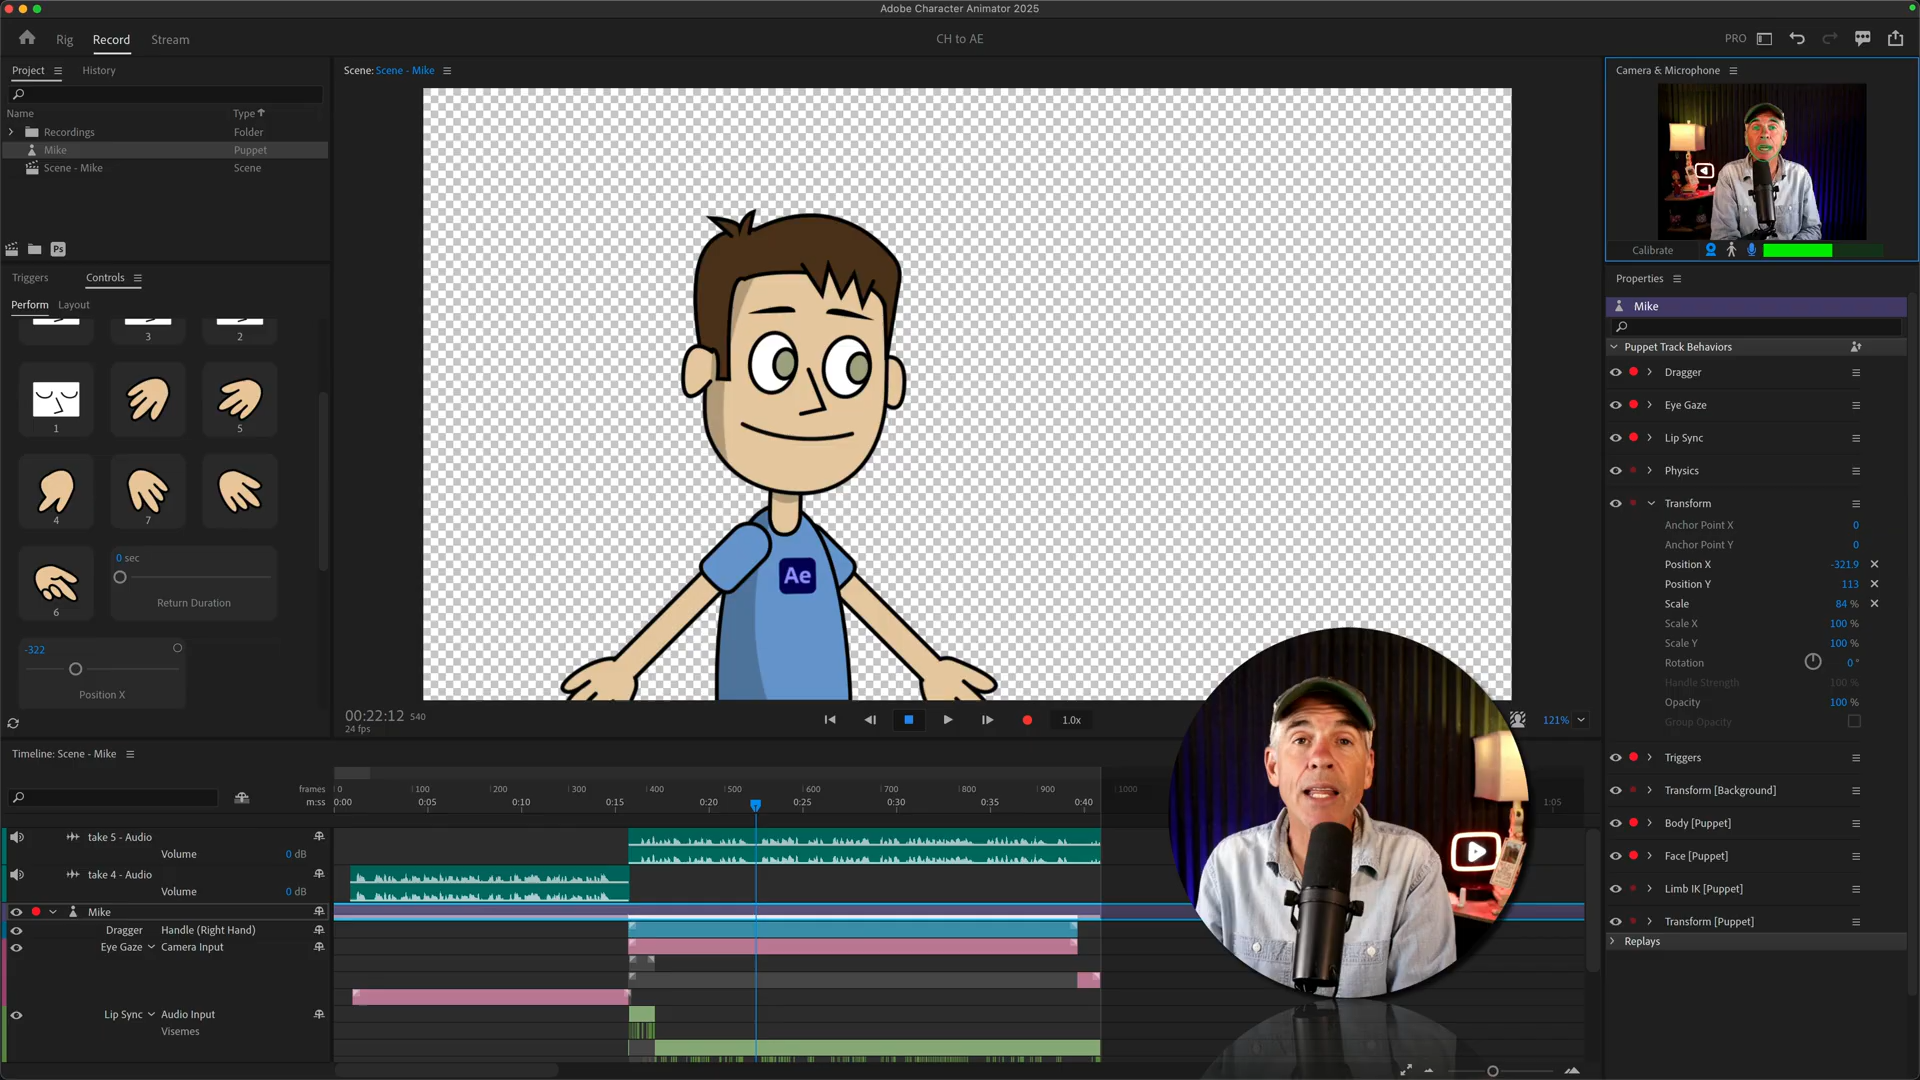 Adobe Character Animator 2025
Rig
Record
Stream
CH to AE
PRO
Project
History
Name
Type
Recordings
Folder
Mike
Puppet
Scene - Mike
Scene
Ps
Triggers
Controls
Perform
Layout
3
2
1
5
4
7
6
0 sec
Return Duration
-322
Position X
Scene: Scene - Mike
Ae
00:22:12
540
24 fps
1.0x
121%
Camera & Microphone
Calibrate
Properties
Mike
Puppet Track Behaviors
Dragger
Eye Gaze
Lip Sync
Physics
Transform
Anchor Point X
0
Anchor Point Y
0
Position X
-321.9
Position Y
113
Scale
84 %
Scale X
100 %
Scale Y
100 %
Rotation
0 °
Handle Strength
100 %
Opacity
100 %
Group Opacity
Triggers
Transform [Background]
Body [Puppet]
Face [Puppet]
Limb IK [Puppet]
Transform [Puppet]
Replays
Timeline: Scene - Mike
frames
0 100 200 300 400 500 600 700 800 900 1000
m:ss
0:00 0:05 0:10 0:15 0:20 0:25 0:30 0:35 0:40 1:05
take 5 - Audio
Volume
0 dB
take 4 - Audio
Volume
0 dB
Mike
Dragger
Handle (Right Hand)
Eye Gaze
Camera Input
Lip Sync
Audio Input
Visemes